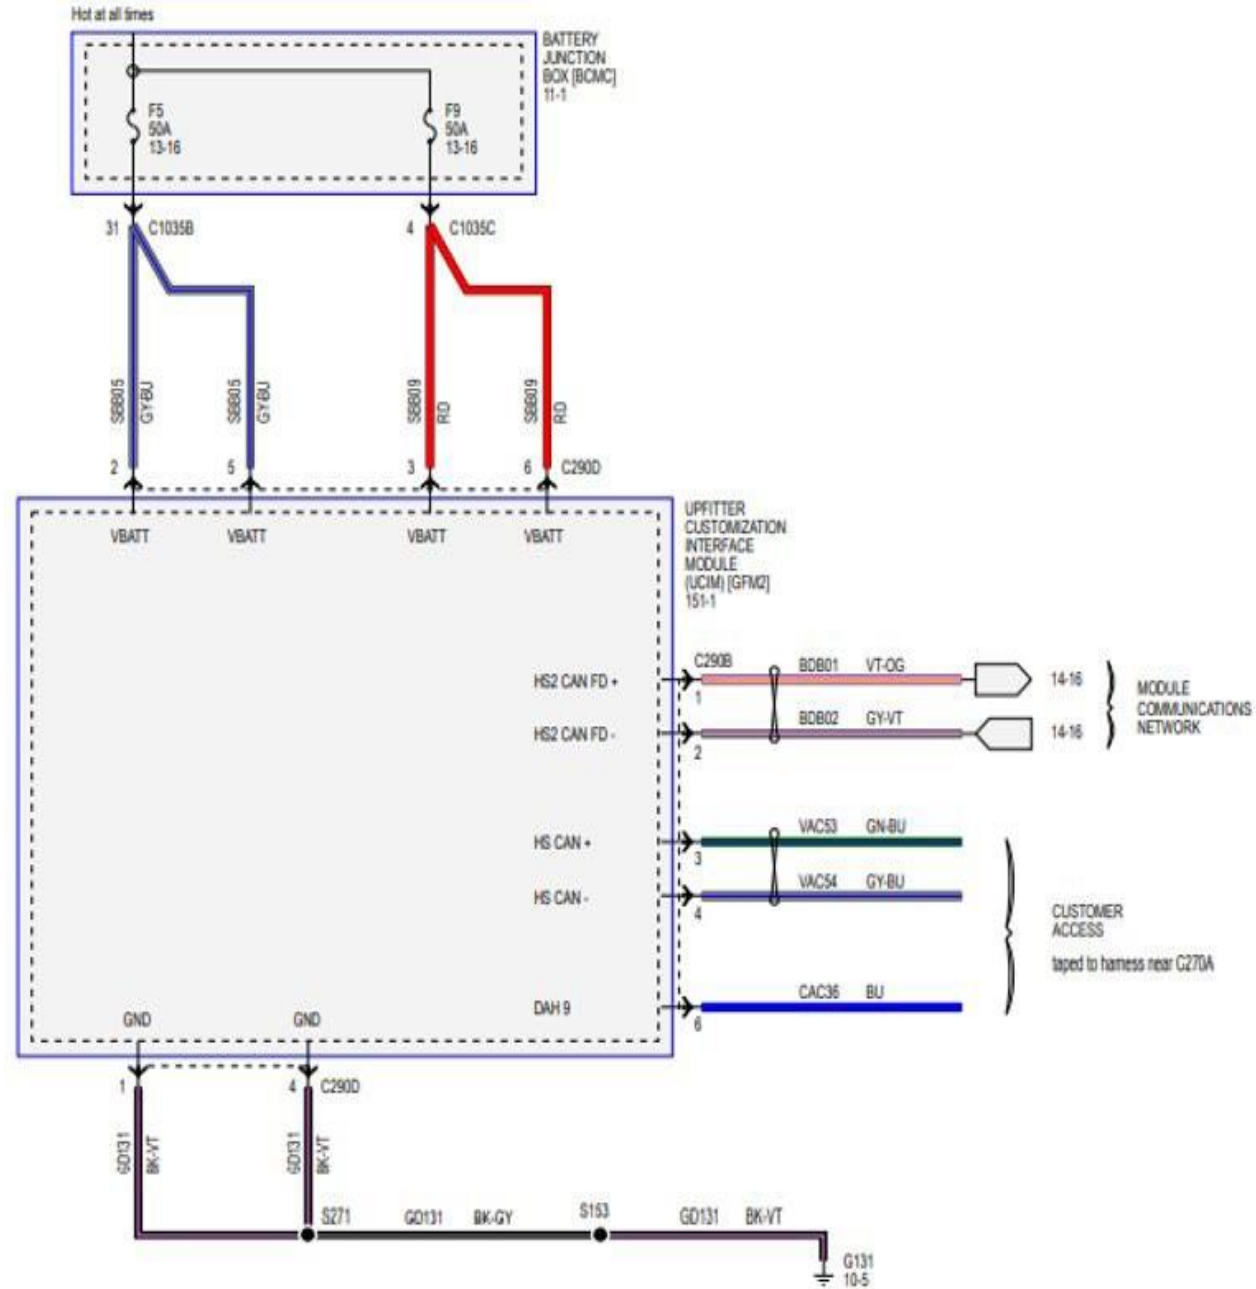 Hot at all times
BATTERY
JUNCTION
BOX [BCMC]
11-1
F5
50A
13-16
F9
50A
13-16
31 C1035B
4 C1035C
SBB05
GY-BU
SBB05
GY-BU
SBB09
RD
SBB09
RD
2
5
3
6 C290D
VBATT
VBATT
VBATT
VBATT
UPFITTER
CUSTOMIZATION
INTERFACE
MODULE
(UCIM) [GFM2]
151-1
HS2 CAN FD +
C290B
1
BDB01 VT-OG
14-16
HS2 CAN FD -
2
BDB02 GY-VT
14-16
MODULE
COMMUNICATIONS
NETWORK
HS CAN +
3
VAC53 GN-BU
HS CAN -
4
VAC54 GY-BU
DAH 9
6
CAC36 BU
CUSTOMER
ACCESS
taped to harness near C270A
GND
GND
1
4 C290D
GD131
BK-VT
GD131
BK-VT
S271
GD131 BK-GY
S153
GD131 BK-VT
G131
10-5